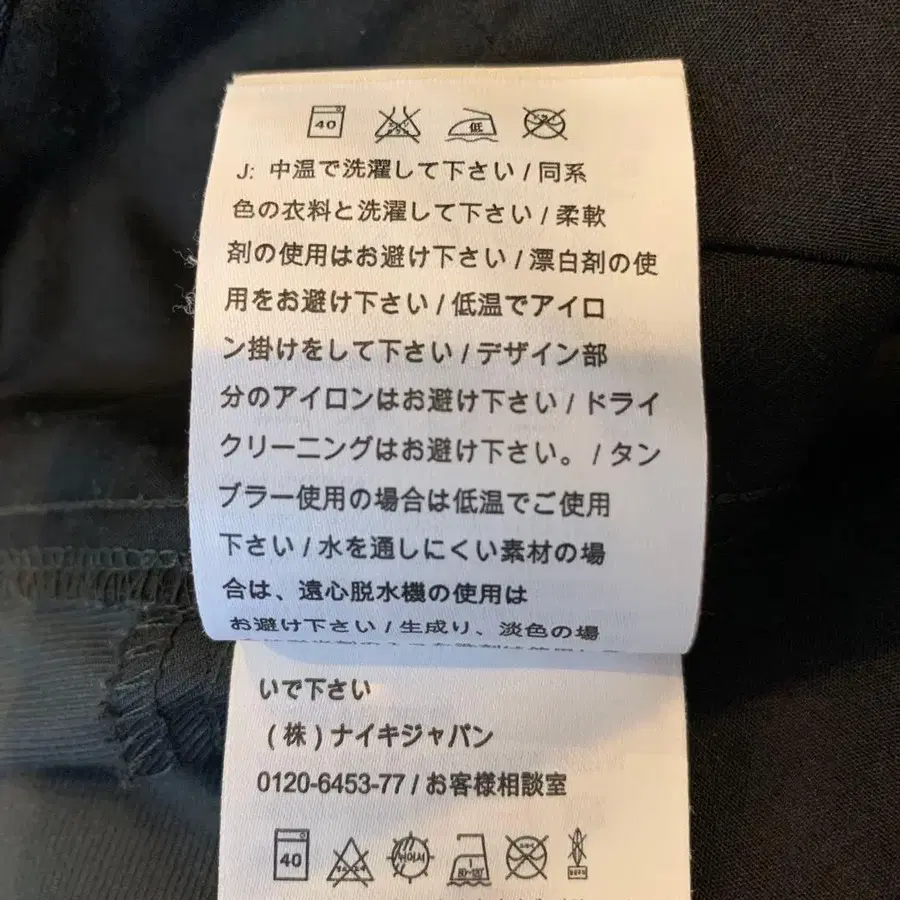 40
低
J: 中温で洗濯して下さい / 同系
色の衣料と洗濯して下さい / 柔軟
剤の使用はお避け下さい / 漂白剤の使
用をお避け下さい / 低温でアイロ
ン掛けをして下さい / デザイン部
分のアイロンはお避け下さい / ドライ
クリーニングはお避け下さい。 / タン
ブラー使用の場合は低温でご使用
下さい / 水を通しにくい素材の場
合は、遠心脱水機の使用は
お避け下さい / 生成り、淡色の場
いで下さい
(株) ナイキジャパン
0120-6453-77 / お客様相談室
40
80~120